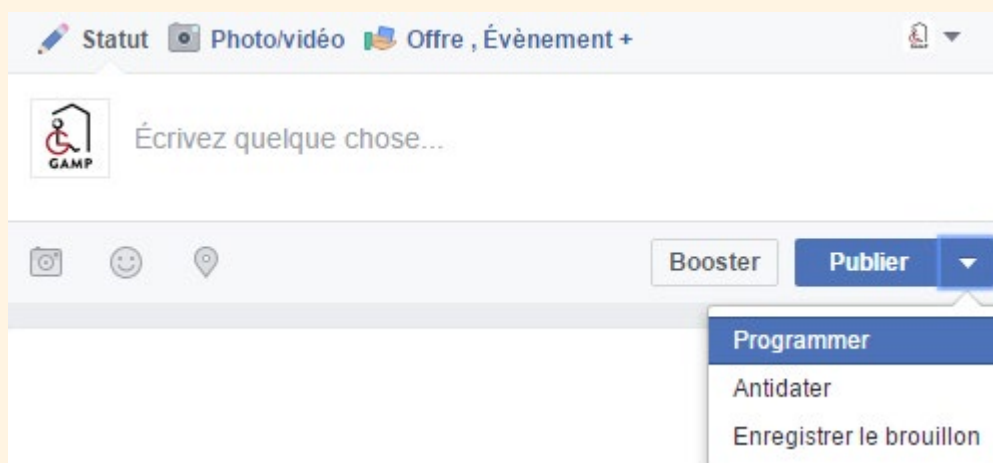 Statut Photo/vidéo Offre , Évènement +
GAMP
Écrivez quelque chose...
Booster Publier
Programmer
Antidater
Enregistrer le brouillon